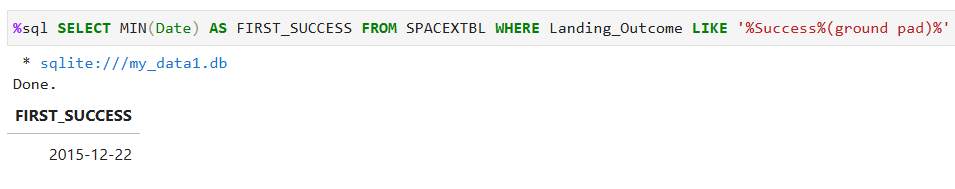 %sql SELECT MIN(Date) AS FIRST_SUCCESS FROM SPACEXTBL WHERE Landing_Outcome LIKE '%Success%(ground pad)%'
* sqlite:///my_data1.db
Done.
FIRST_SUCCESS
2015-12-22